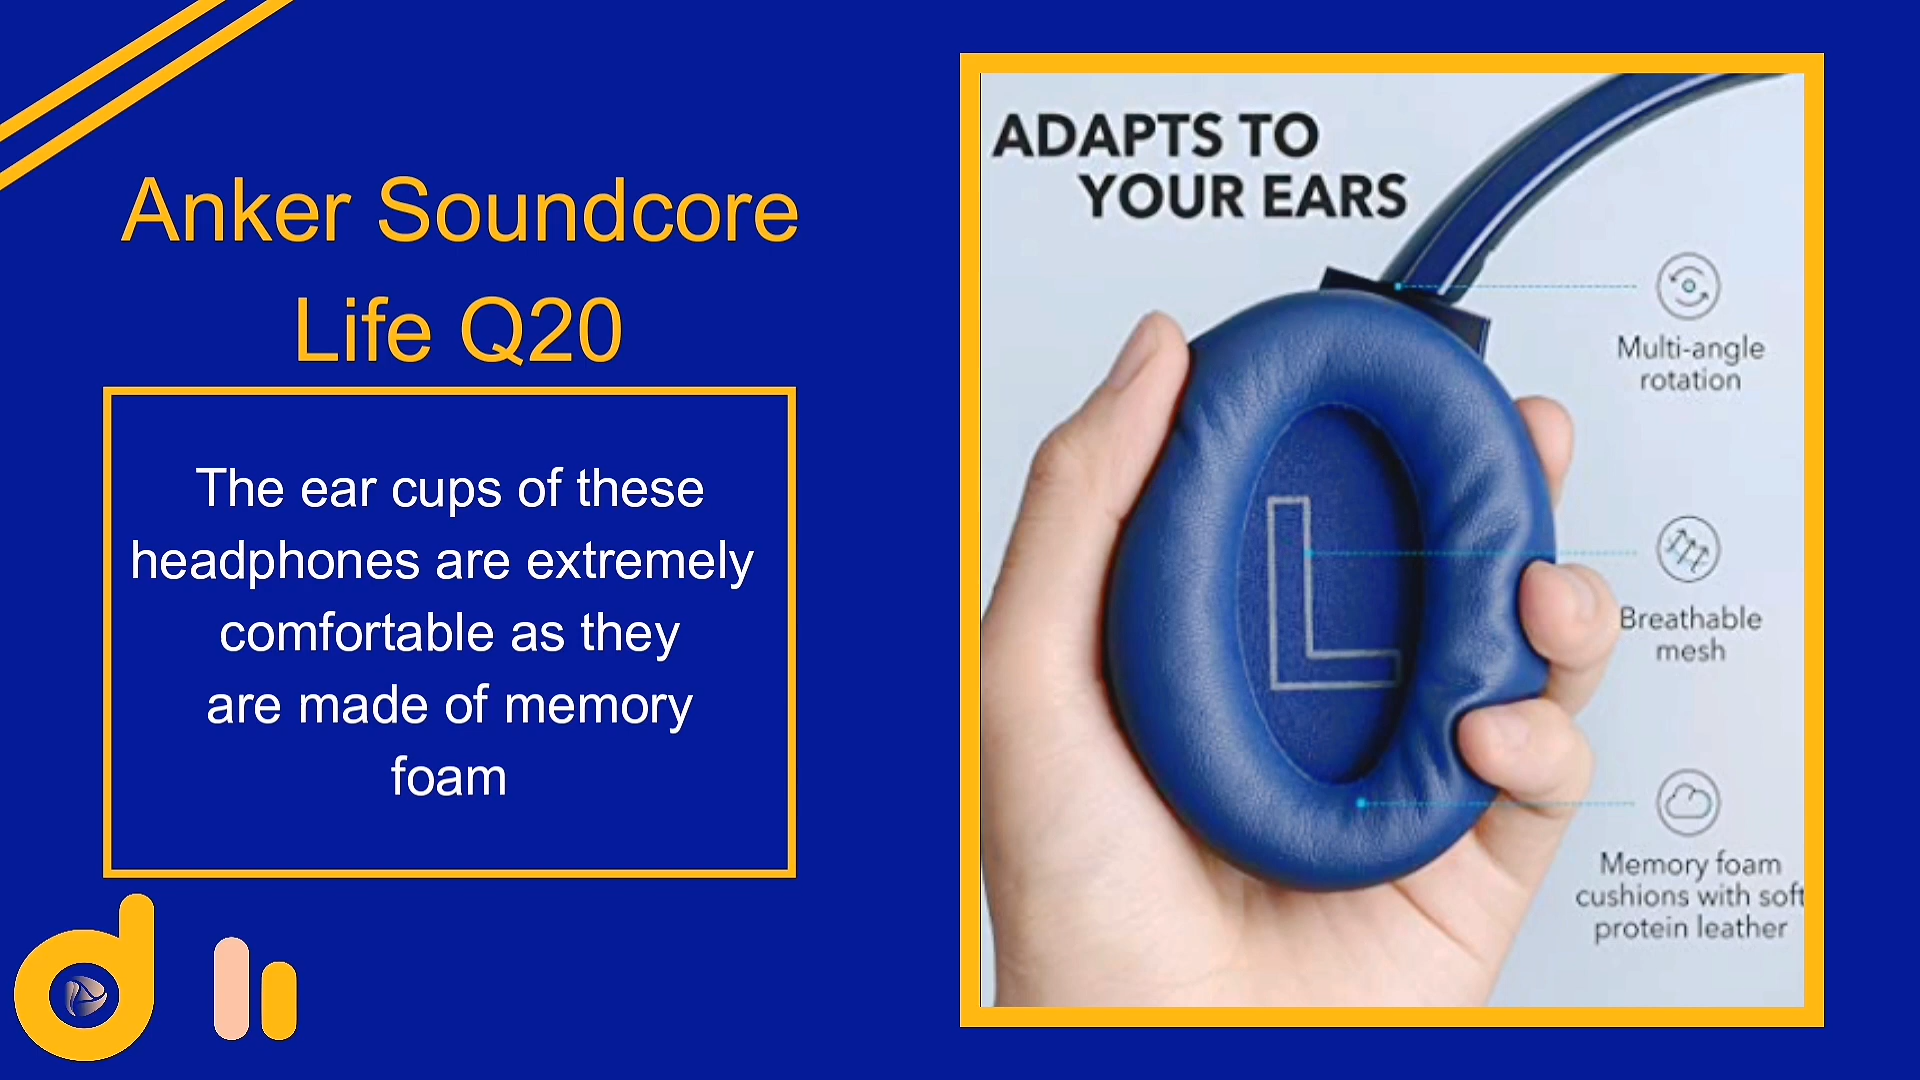 Anker Soundcore
Life Q20
The ear cups of these
headphones are extremely
comfortable as they
are made of memory
foam
ADAPTS TO
YOUR EARS
Multi-angle
rotation
L
Breathable
mesh
Memory foam
cushions with soft
protein leather